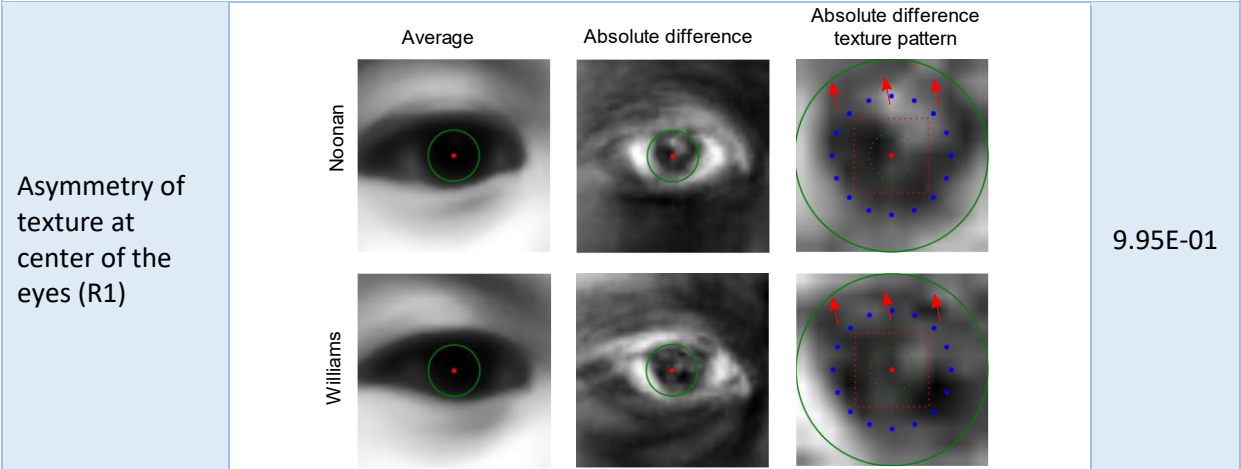 Asymmetry of
texture at
center of the
eyes (R1)
Average
Absolute difference
Absolute difference
texture pattern
Noonan
Williams
9.95E-01